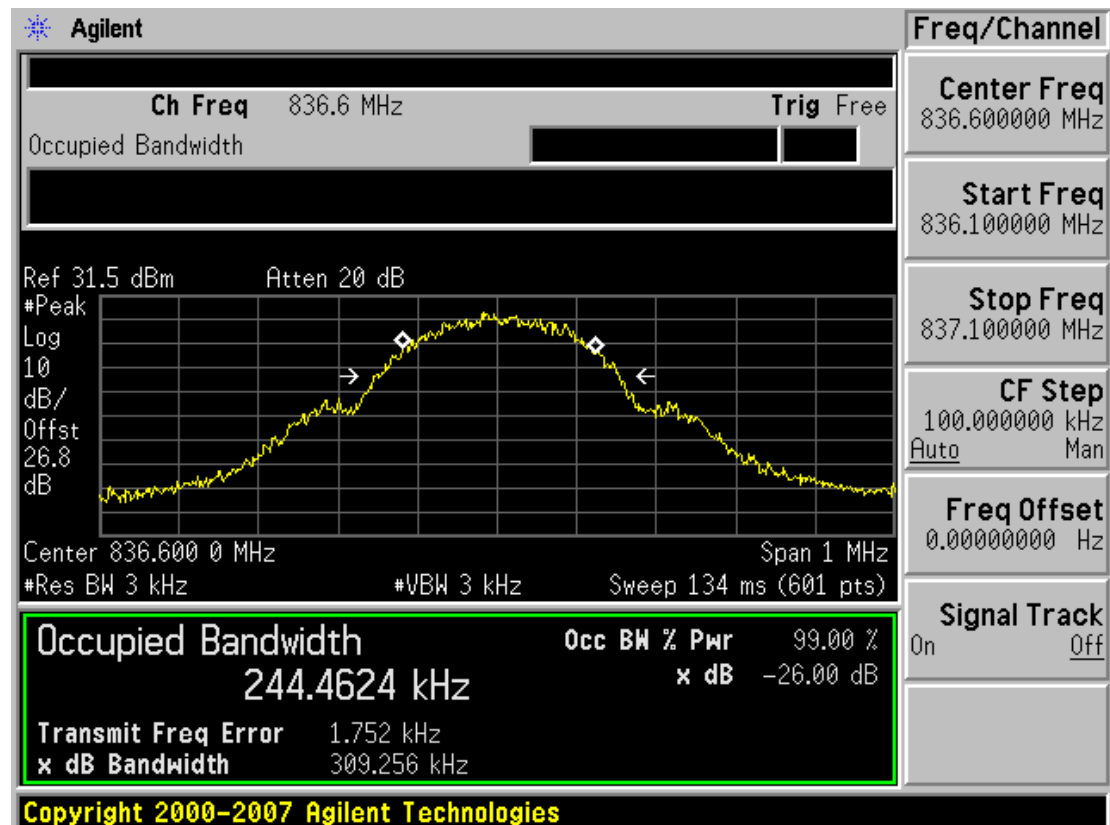 Agilent
Freq/Channel
Ch Freq 836.6 MHz Trig Free
Occupied Bandwidth
Center Freq
836.600000 MHz
Start Freq
836.100000 MHz
Stop Freq
837.100000 MHz
CF Step
100.000000 kHz
Auto Man
Freq Offset
0.00000000 Hz
Signal Track
On Off
Ref 31.5 dBm Atten 20 dB
#Peak
Log
10
dB/
Offst
26.8
dB
Center 836.600 0 MHz Span 1 MHz
#Res BW 3 kHz #VBW 3 kHz Sweep 134 ms (601 pts)
Occupied Bandwidth Occ BW % Pwr 99.00 %
244.4624 kHz x dB -26.00 dB
Transmit Freq Error 1.752 kHz
x dB Bandwidth 309.256 kHz
Copyright 2000-2007 Agilent Technologies